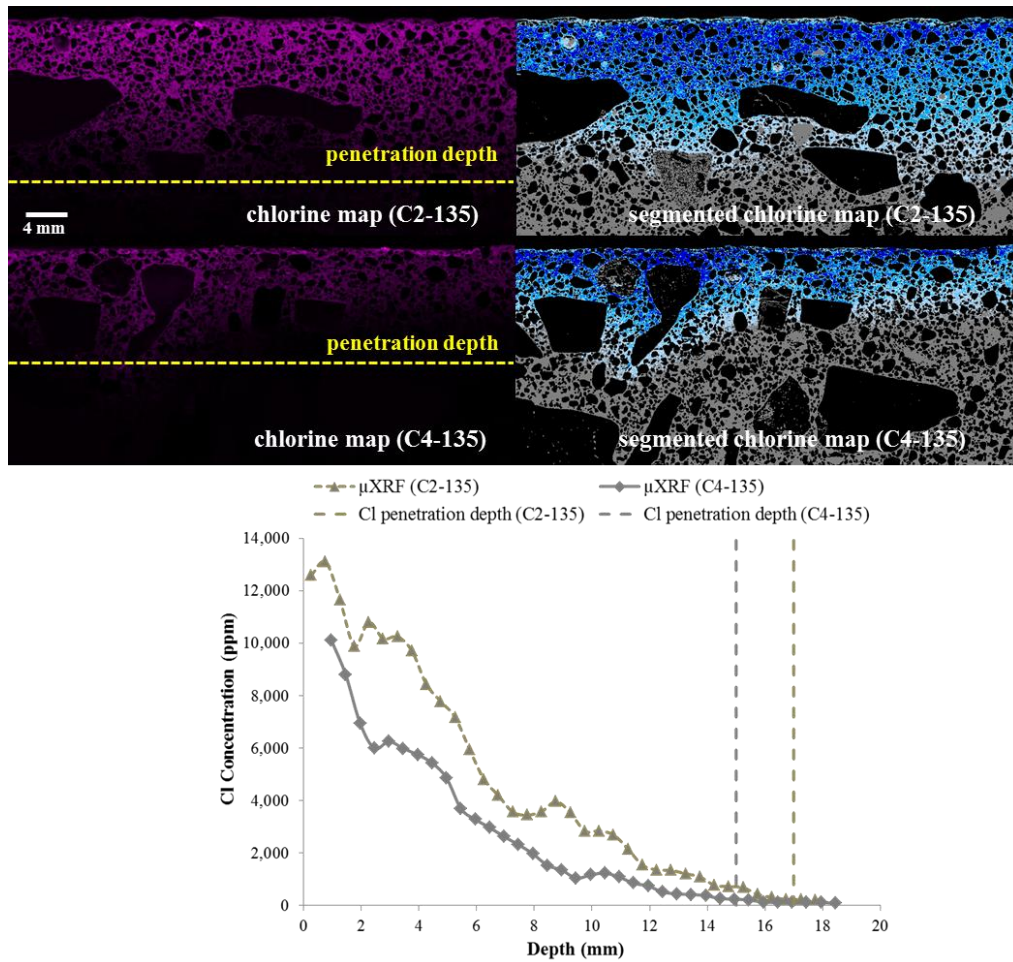 penetration depth
4 mm
chlorine map (C2-135)
segmented chlorine map (C2-135)
penetration depth
chlorine map (C4-135)
segmented chlorine map (C4-135)
μXRF (C2-135)
μXRF (C4-135)
Cl penetration depth (C2-135)
Cl penetration depth (C4-135)
14,000
12,000
10,000
8,000
6,000
4,000
2,000
0
Cl Concentration (ppm)
0 2 4 6 8 10 12 14 16 18 20
Depth (mm)